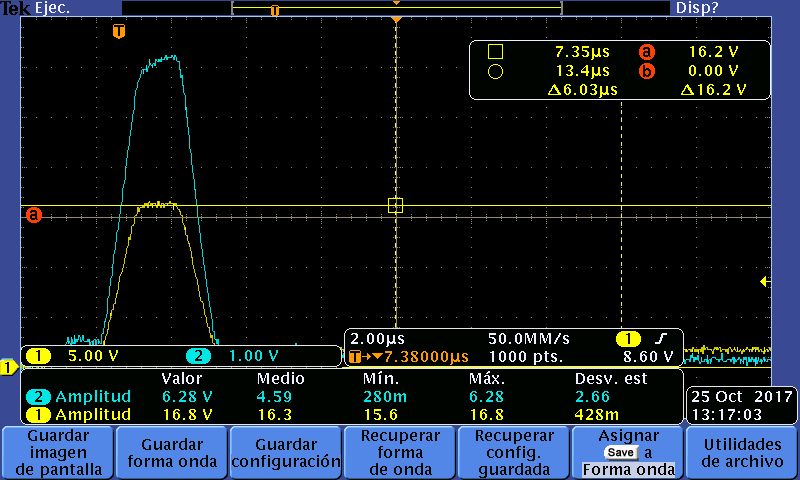 Tek Ejec. Disp?
T
T
7.35µs a 16.2 V
13.4µs b 0.00 V
Δ6.03µs Δ16.2 V
a
1
1 5.00 V 2 1.00 V
2.00µs 50.0MM/s 1
T→▼7.38000µs 1000 pts. 8.60 V
Valor Medio Mín. Máx. Desv. est
2 Amplitud 6.28 V 4.59 280m 6.28 2.66
1 Amplitud 16.8 V 16.3 15.6 16.8 428m
25 Oct 2017
13:17:03
Guardar imagen de pantalla
Guardar forma onda
Guardar configuración
Recuperar forma de onda
Recuperar config. guardada
Asignar Save a Forma onda
Utilidades de archivo